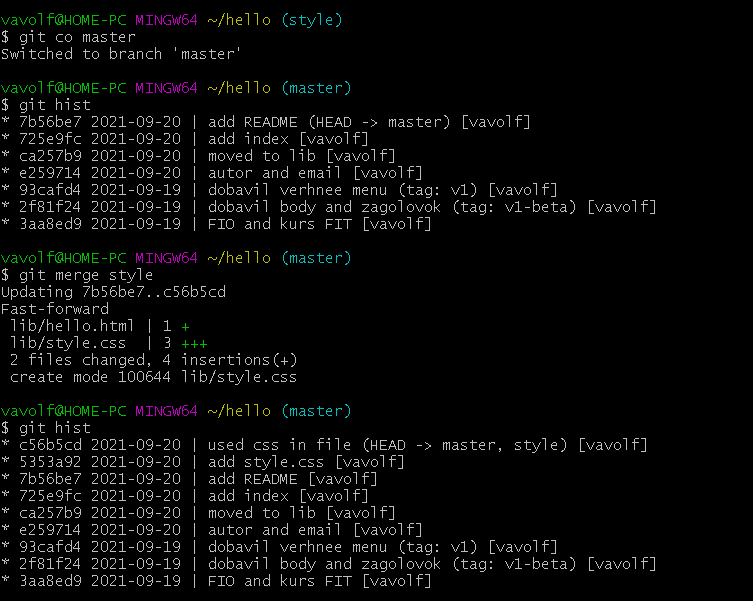 vavolf@HOME-PC MINGW64 ~/hello (style)
$ git co master
Switched to branch 'master'
vavolf@HOME-PC MINGW64 ~/hello (master)
$ git hist
* 7b56be7 2021-09-20 | add README (HEAD -> master) [vavolf]
* 725e9fc 2021-09-20 | add index [vavolf]
* ca257b9 2021-09-20 | moved to lib [vavolf]
* e259714 2021-09-20 | autor and email [vavolf]
* 93cafd4 2021-09-19 | dobavil verhnee menu (tag: v1) [vavolf]
* 2f81f24 2021-09-19 | dobavil body and zagolovok (tag: v1-beta) [vavolf]
* 3aa8ed9 2021-09-19 | FIO and kurs FIT [vavolf]
vavolf@HOME-PC MINGW64 ~/hello (master)
$ git merge style
Updating 7b56be7..c56b5cd
Fast-forward
 lib/hello.html | 1 +
 lib/style.css  | 3 +++
 2 files changed, 4 insertions(+)
 create mode 100644 lib/style.css
vavolf@HOME-PC MINGW64 ~/hello (master)
$ git hist
* c56b5cd 2021-09-20 | used css in file (HEAD -> master, style) [vavolf]
* 5353a92 2021-09-20 | add style.css [vavolf]
* 7b56be7 2021-09-20 | add README [vavolf]
* 725e9fc 2021-09-20 | add index [vavolf]
* ca257b9 2021-09-20 | moved to lib [vavolf]
* e259714 2021-09-20 | autor and email [vavolf]
* 93cafd4 2021-09-19 | dobavil verhnee menu (tag: v1) [vavolf]
* 2f81f24 2021-09-19 | dobavil body and zagolovok (tag: v1-beta) [vavolf]
* 3aa8ed9 2021-09-19 | FIO and kurs FIT [vavolf]